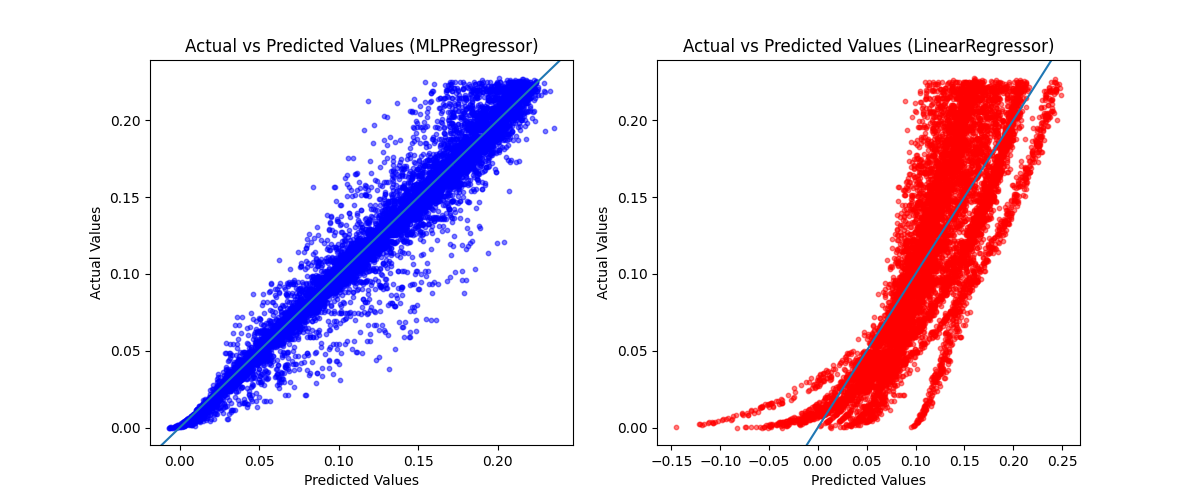 Actual vs Predicted Values (MLPRegressor)
Actual Values
0.20
0.15
0.10
0.05
0.00
0.00 0.05 0.10 0.15 0.20
Predicted Values
Actual vs Predicted Values (LinearRegressor)
Actual Values
0.20
0.15
0.10
0.05
0.00
−0.15 −0.10 −0.05 0.00 0.05 0.10 0.15 0.20 0.25
Predicted Values